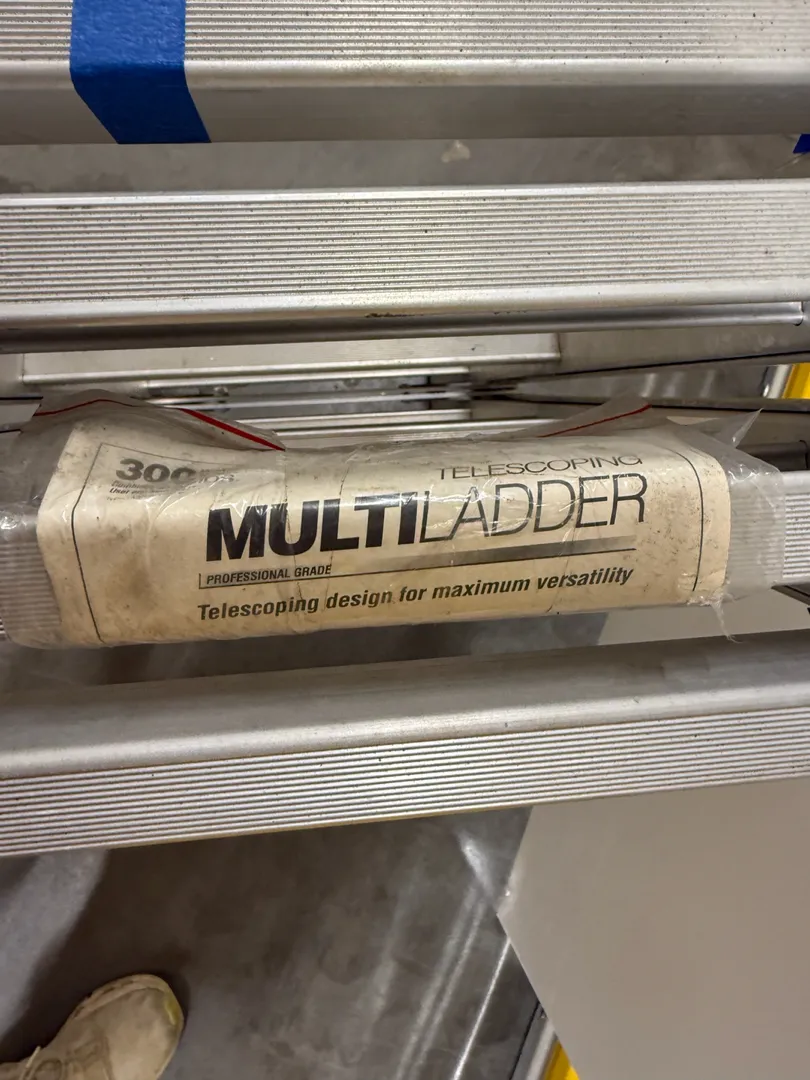 300
TELESCOPING
MULTILADDER
PROFESSIONAL GRADE
Telescoping design for maximum versatility